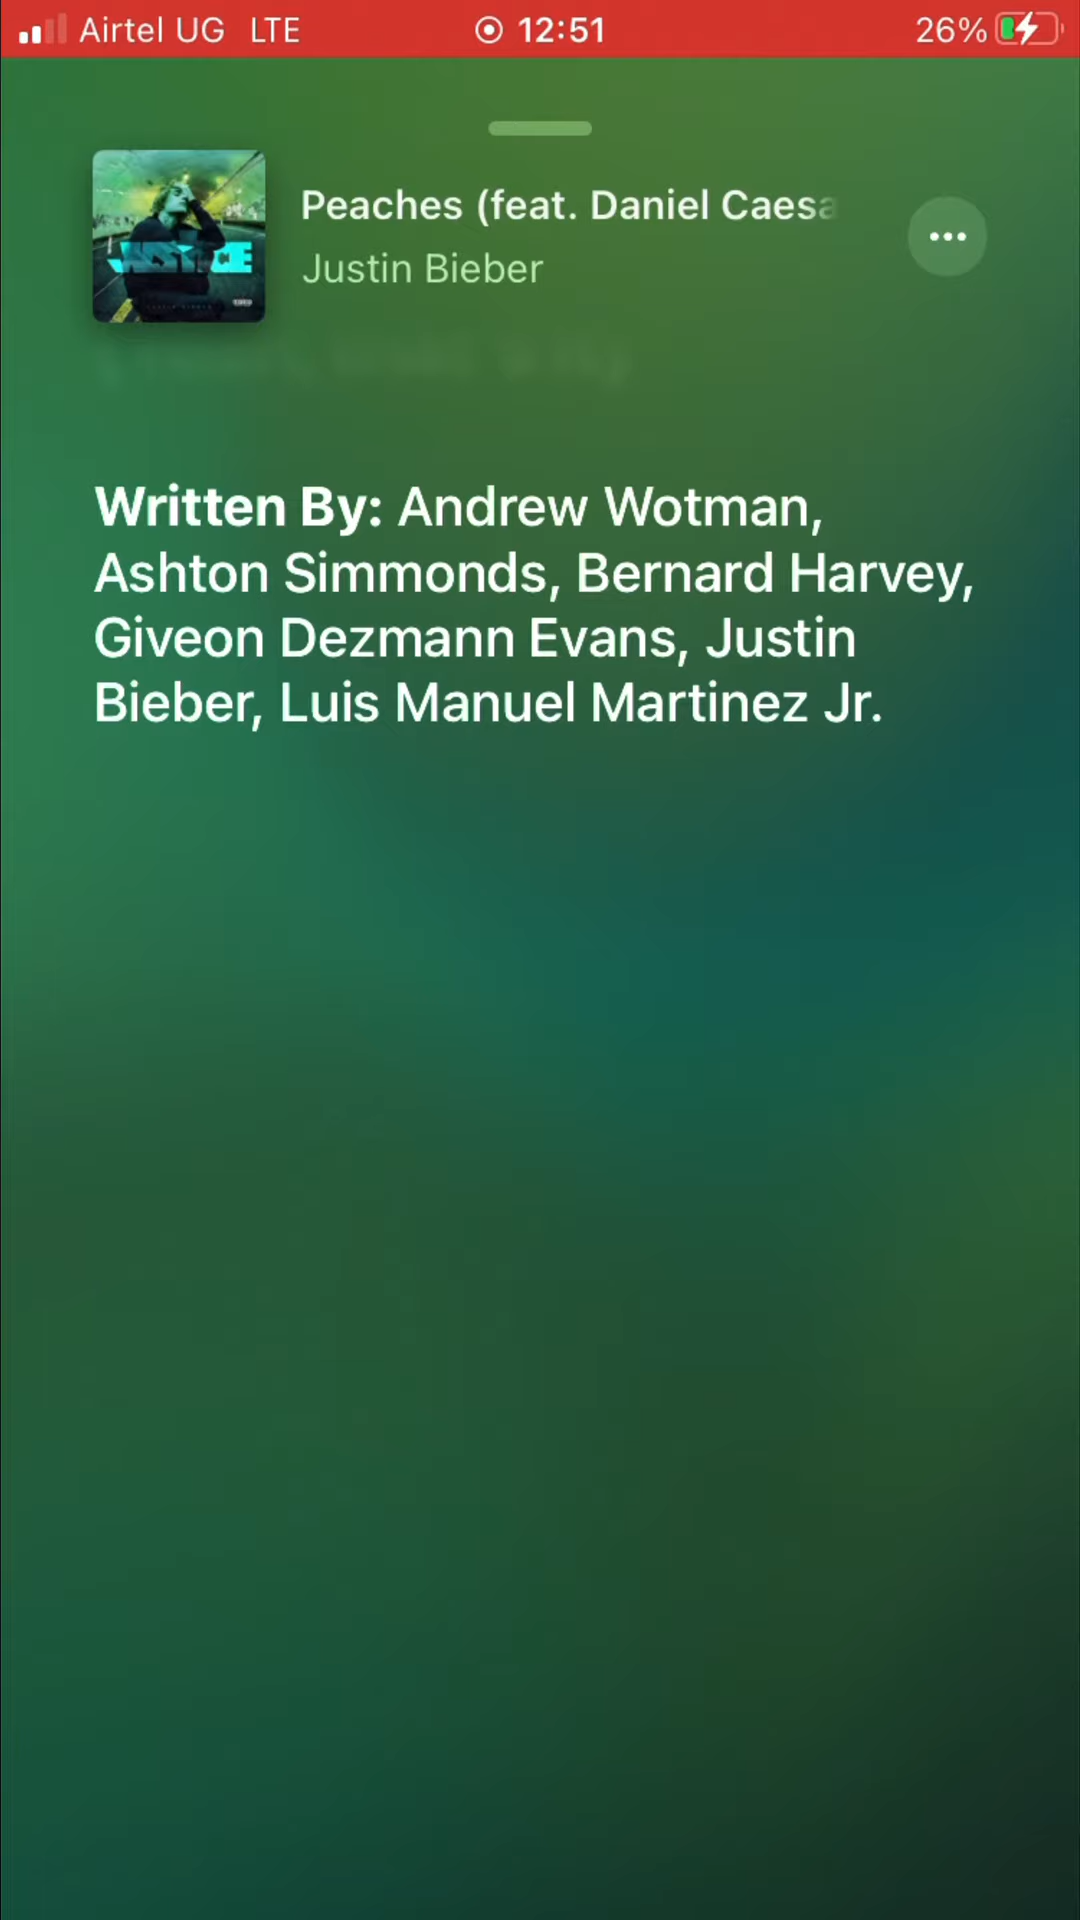 Airtel UG LTE 12:51 26%
Peaches (feat. Daniel Caesa
Justin Bieber
JUSTICE
Written By: Andrew Wotman,
Ashton Simmonds, Bernard Harvey,
Giveon Dezmann Evans, Justin
Bieber, Luis Manuel Martinez Jr.